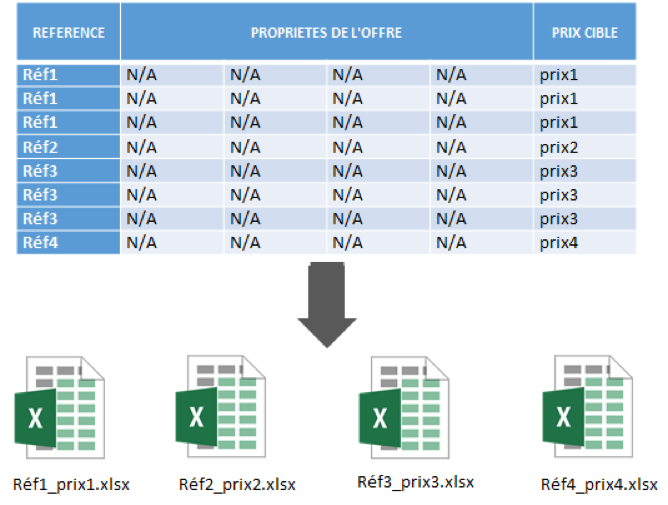 REFERENCE PROPRIETES DE L'OFFRE PRIX CIBLE
Réf1 N/A N/A N/A N/A prix1
Réf1 N/A N/A N/A N/A prix1
Réf1 N/A N/A N/A N/A prix1
Réf2 N/A N/A N/A N/A prix2
Réf3 N/A N/A N/A N/A prix3
Réf3 N/A N/A N/A N/A prix3
Réf3 N/A N/A N/A N/A prix3
Réf4 N/A N/A N/A N/A prix4
X X X X
Réf1_prix1.xlsx Réf2_prix2.xlsx Réf3_prix3.xlsx Réf4_prix4.xlsx